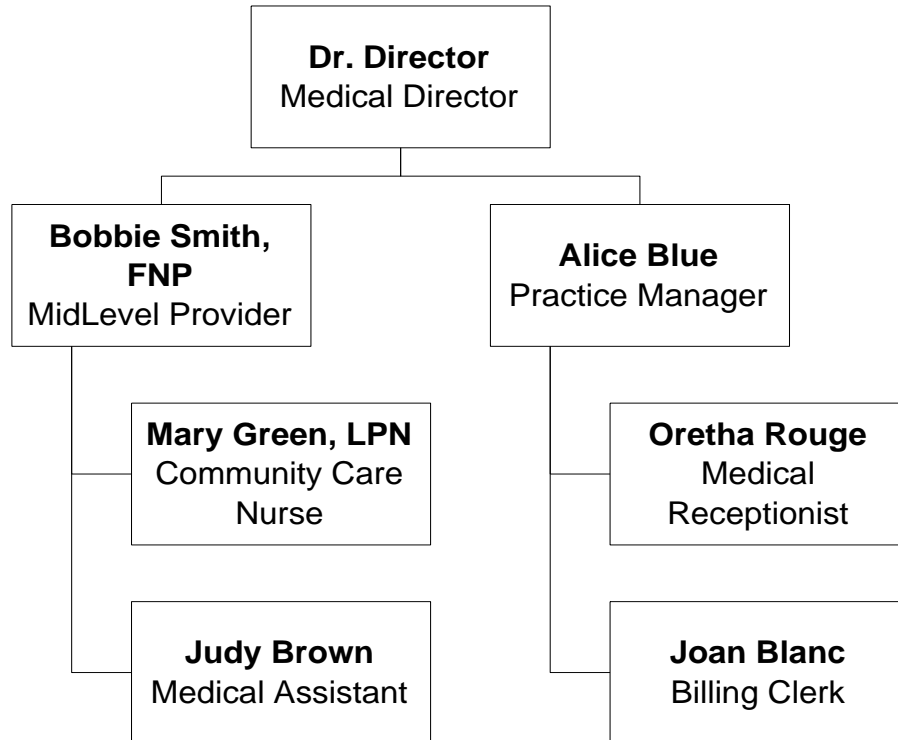 Dr. Director
Medical Director
Bobbie Smith,
FNP
MidLevel Provider
Alice Blue
Practice Manager
Mary Green, LPN
Community Care
Nurse
Oretha Rouge
Medical
Receptionist
Judy Brown
Medical Assistant
Joan Blanc
Billing Clerk